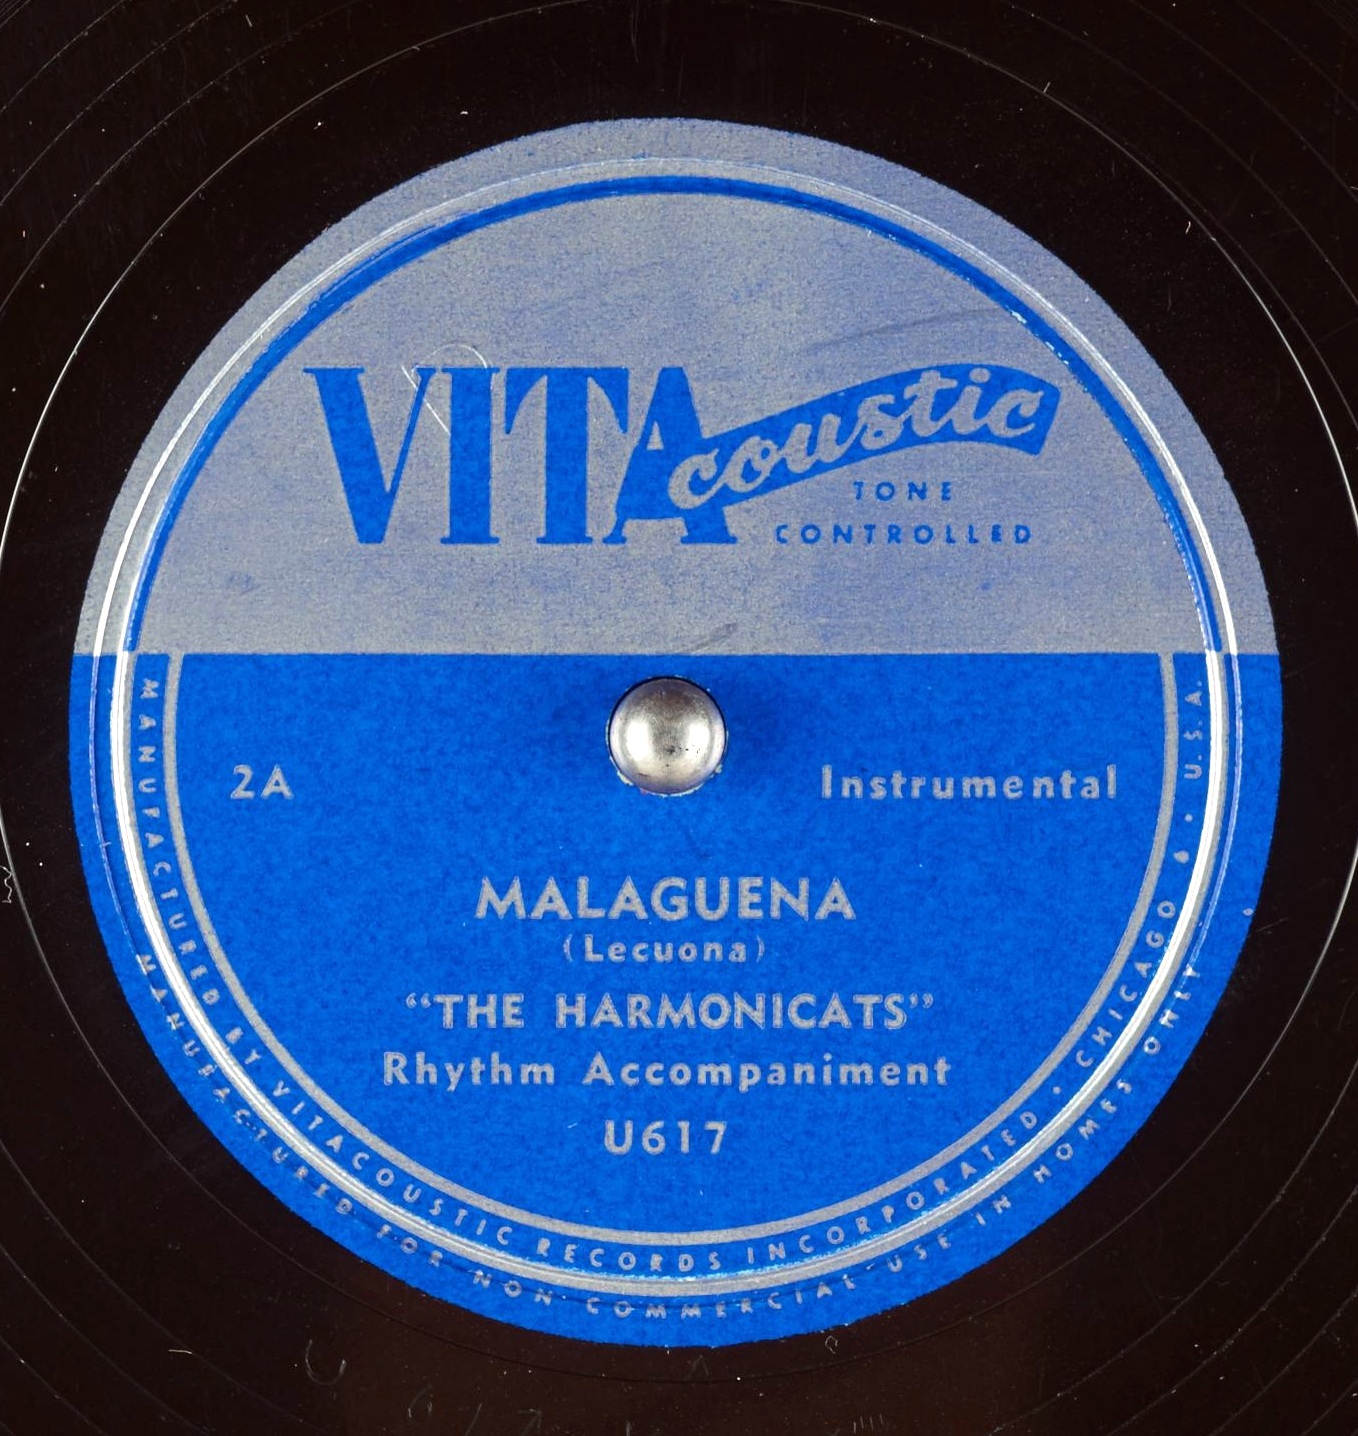 VITAcoustic
TONE
CONTROLLED
2A
Instrumental
MALAGUENA
(Lecuona)
“THE HARMONICATS”
Rhythm Accompaniment
U617
MANUFACTURED BY VITACOUSTIC RECORDS INCORPORATED • CHICAGO 6 • U.S.A.
MANUFACTURED FOR NON COMMERCIAL USE IN HOMES ONLY